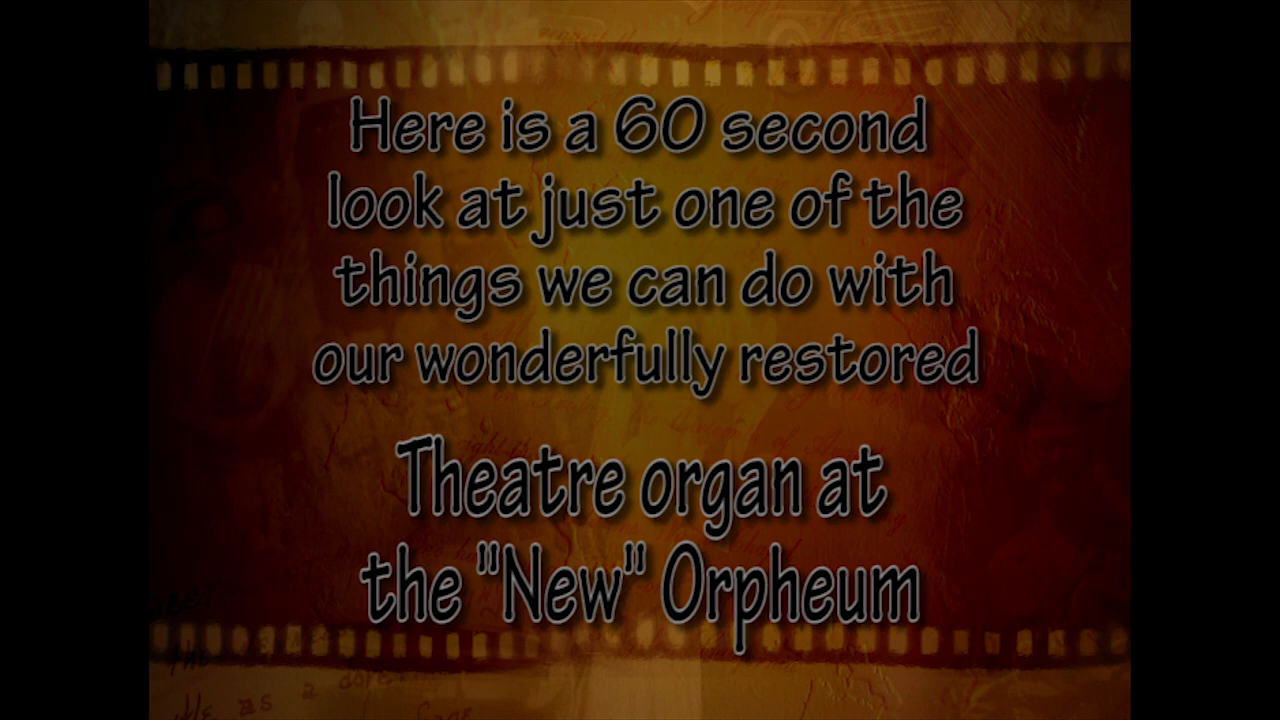 Here is a 60 second
look at just one of the
things we can do with
our wonderfully restored
Theatre organ at
the "New" Orpheum